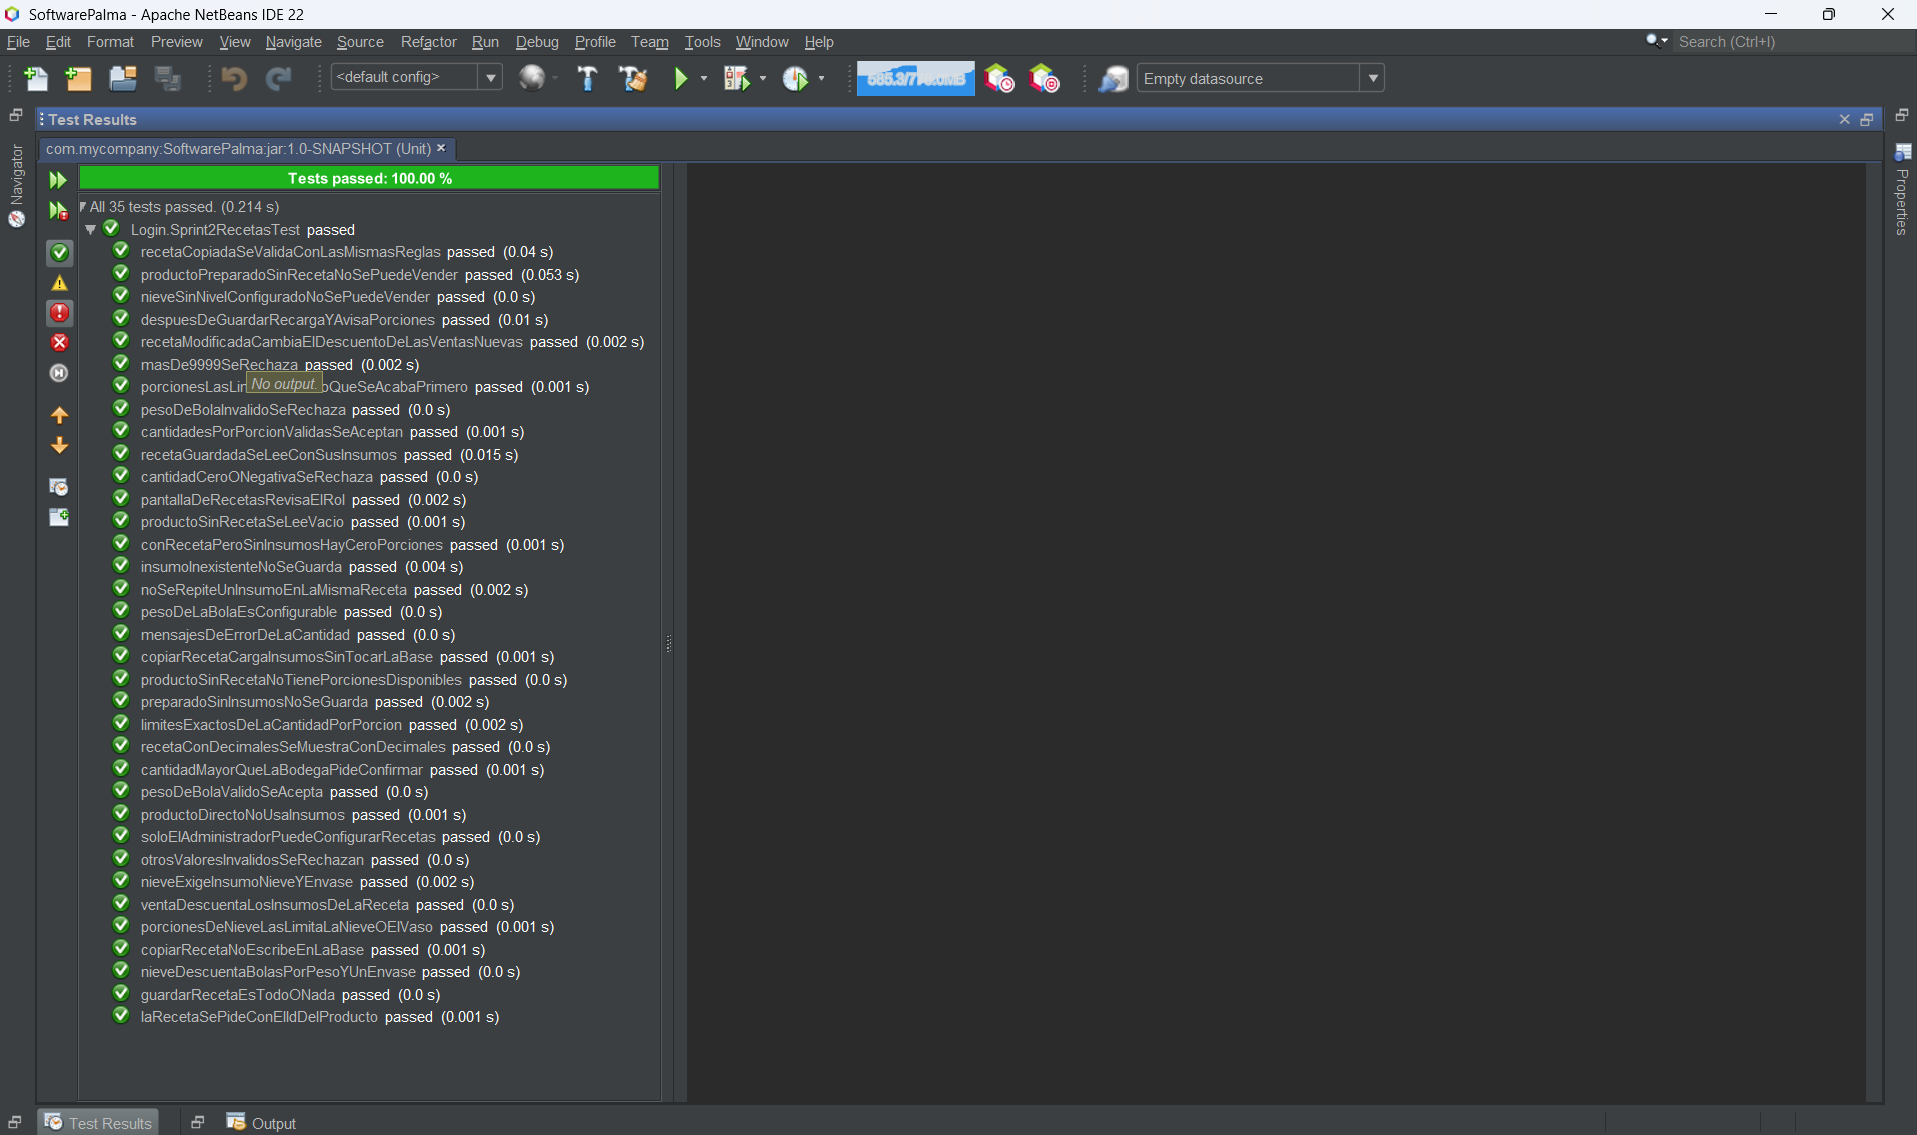 SoftwarePalma - Apache NetBeans IDE 22
File Edit Format Preview View Navigate Source Refactor Run Debug Profile Team Tools Window Help
Search (Ctrl+I)
<default config>
Empty datasource
Test Results
Navigator
Properties
com.mycompany:SoftwarePalma:jar:1.0-SNAPSHOT (Unit)
Tests passed: 100.00 %
All 35 tests passed. (0.214 s)
Login.Sprint2RecetasTest passed
recetaCopiadaSeValidaConLasMismasReglas passed (0.04 s)
productoPreparadoSinRecetaNoSePuedeVender passed (0.053 s)
nieveSinNivelConfiguradoNoSePuedeVender passed (0.0 s)
despuesDeGuardarRecargaYAvisaPorciones passed (0.01 s)
recetaModificadaCambiaElDescuentoDeLasVentasNuevas passed (0.002 s)
masDe9999SeRechaza passed (0.002 s)
No output.
QueSeAcabaPrimero passed (0.001 s)
pesoDeBolaInvalidoSeRechaza passed (0.0 s)
cantidadesPorPorcionValidasSeAceptan passed (0.001 s)
recetaGuardadaSeLeeConSusInsumos passed (0.015 s)
cantidadCeroONegativaSeRechaza passed (0.0 s)
pantallaDeRecetasRevisaElRol passed (0.002 s)
productoSinRecetaSeLeeVacio passed (0.001 s)
conRecetaPeroSinInsumosHayCeroPorciones passed (0.001 s)
insumoInexistenteNoSeGuarda passed (0.004 s)
noSeRepiteUnInsumoEnLaMismaReceta passed (0.002 s)
pesoDeLaBolaEsConfigurable passed (0.0 s)
mensajesDeErrorDeLaCantidad passed (0.0 s)
copiarRecetaCargaInsumosSinTocarLaBase passed (0.001 s)
productoSinRecetaNoTienePorcionesDisponibles passed (0.0 s)
preparadoSinInsumosNoSeGuarda passed (0.002 s)
limitesExactosDeLaCantidadPorPorcion passed (0.002 s)
recetaConDecimalesSeMuestraConDecimales passed (0.0 s)
cantidadMayorQueLaBodegaPideConfirmar passed (0.001 s)
pesoDeBolaValidoSeAcepta passed (0.0 s)
productoDirectoNoUsaInsumos passed (0.001 s)
soloElAdministradorPuedeConfigurarRecetas passed (0.0 s)
otrosValoresInvalidosSeRechazan passed (0.0 s)
nieveExigeInsumoNieveYEnvase passed (0.002 s)
ventaDescuentaLosInsumosDeLaReceta passed (0.0 s)
porcionesDeNieveLasLimitaLaNieveOElVaso passed (0.001 s)
copiarRecetaNoEscribeEnLaBase passed (0.001 s)
nieveDescuentaBolasPorPesoYUnEnvase passed (0.0 s)
guardarRecetaEsTodoONada passed (0.0 s)
laRecetaSePideConElIdDelProducto passed (0.001 s)
Test Results
Output